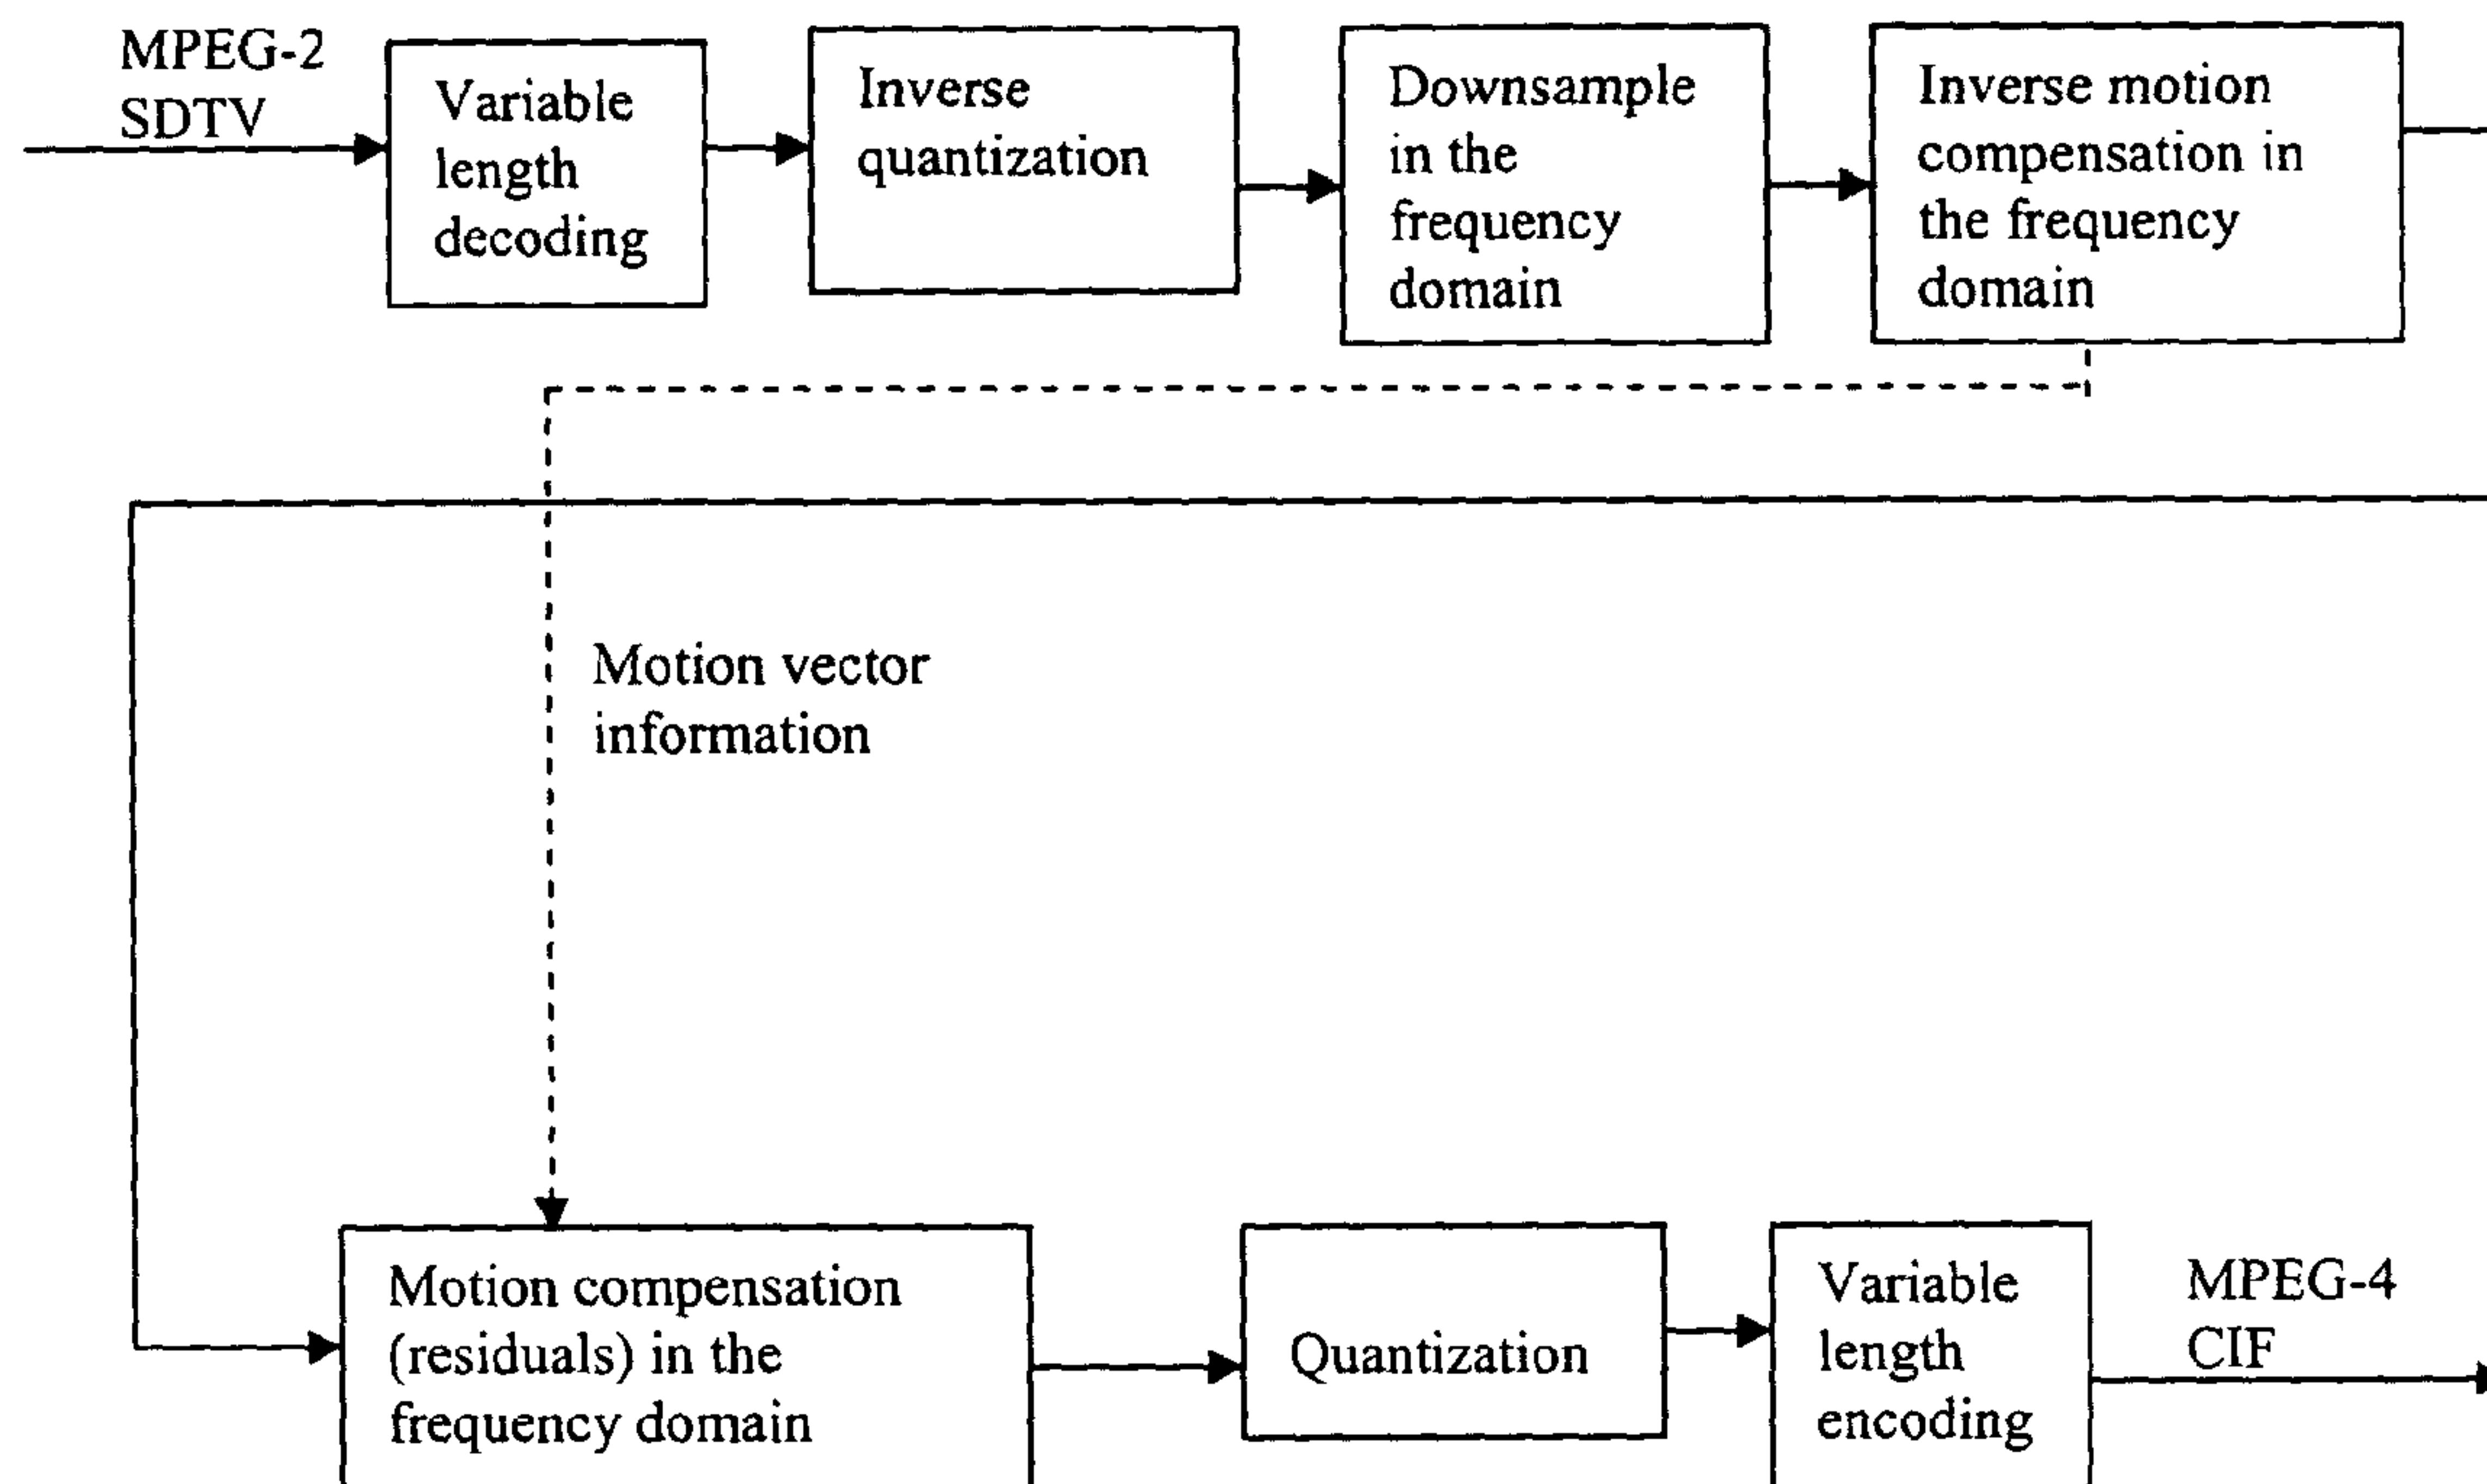 MPEG-2
SDTV
Variable
length
decoding
Inverse
quantization
Downsample
in the
frequency
domain
Inverse motion
compensation in
the frequency
domain
Motion vector
information
Motion compensation
(residuals) in the
frequency domain
Quantization
Variable
length
encoding
MPEG-4
CIF